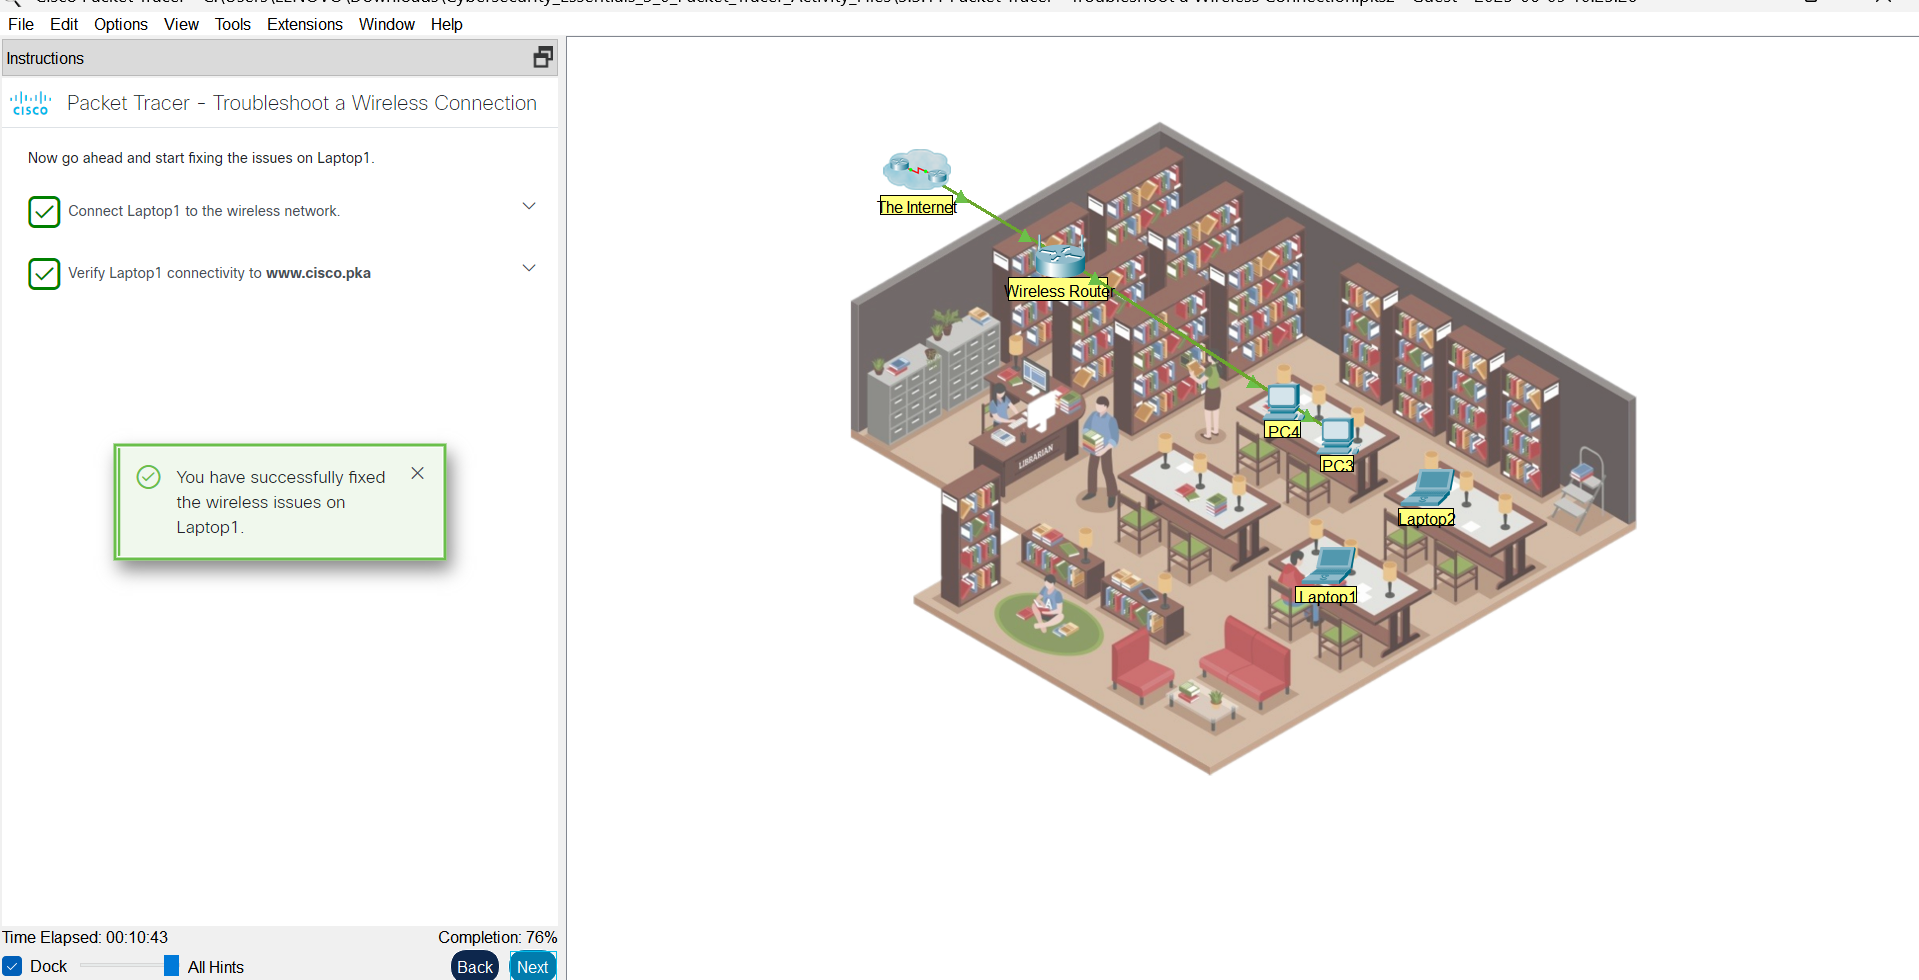 File Edit Options View Tools Extensions Window Help
Instructions
CISCO
Packet Tracer - Troubleshoot a Wireless Connection
Now go ahead and start fixing the issues on Laptop1.
Connect Laptop1 to the wireless network.
Verify Laptop1 connectivity to www.cisco.pka
You have successfully fixed
the wireless issues on
Laptop1.
Time Elapsed: 00:10:43
Completion: 76%
Dock
All Hints
Back
Next
The Internet
Wireless Router
LIBRARIAN
PC4
PC3
Laptop2
Laptop1